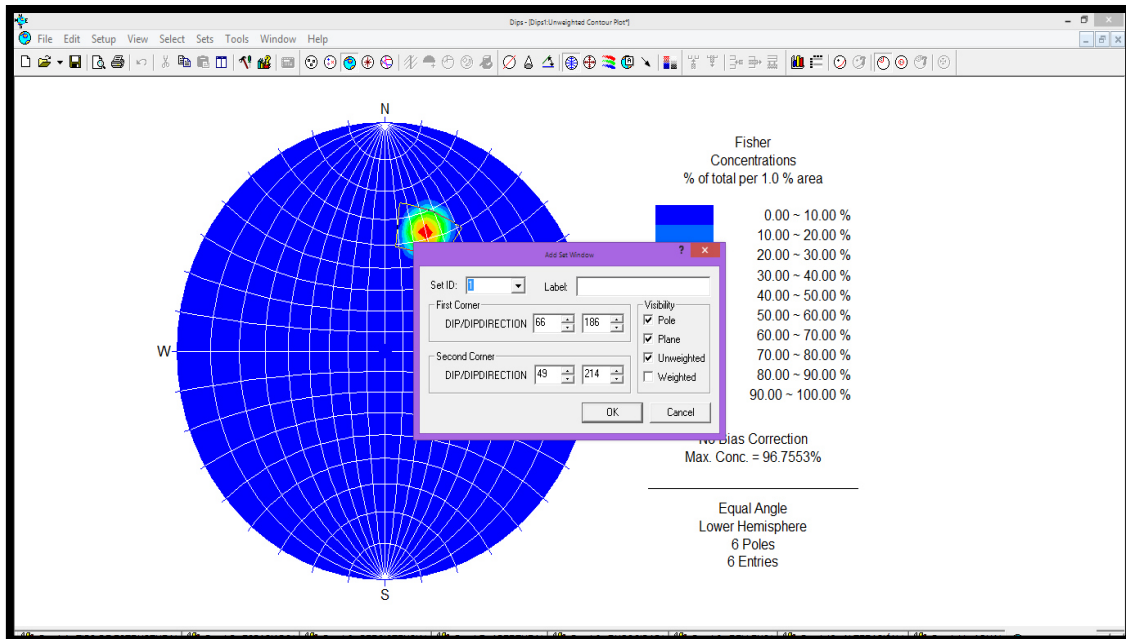 Dips - [Dips1:Unweighted Contour Plot*]
File Edit Setup View Select Sets Tools Window Help
N
W
S
Fisher
Concentrations
% of total per 1.0 % area
0.00 ~ 10.00 %
10.00 ~ 20.00 %
20.00 ~ 30.00 %
30.00 ~ 40.00 %
40.00 ~ 50.00 %
50.00 ~ 60.00 %
60.00 ~ 70.00 %
70.00 ~ 80.00 %
80.00 ~ 90.00 %
90.00 ~ 100.00 %
No Bias Correction
Max. Conc. = 96.7553%
Equal Angle
Lower Hemisphere
6 Poles
6 Entries
Add Set Window
Set ID: 1 Label:
First Corner
DIP/DIPDIRECTION 66 186
Second Corner
DIP/DIPDIRECTION 49 214
Visibility
Pole
Plane
Unweighted
Weighted
OK Cancel